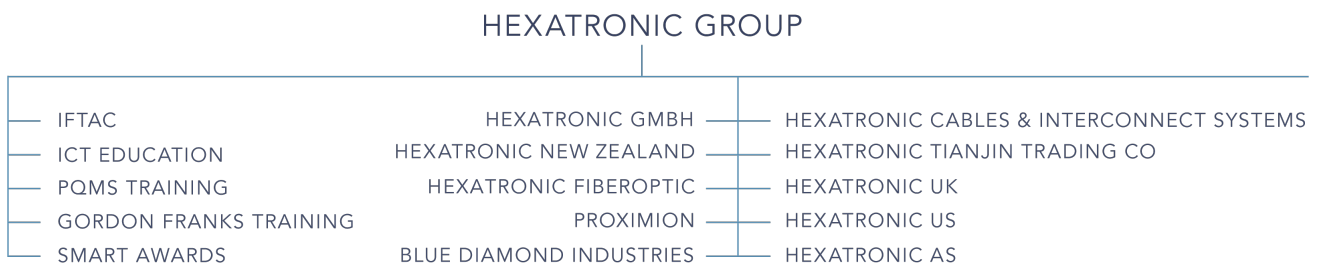 HEXATRONIC GROUP
IFTAC
ICT EDUCATION
PQMS TRAINING
GORDON FRANKS TRAINING
SMART AWARDS
HEXATRONIC GMBH
HEXATRONIC NEW ZEALAND
HEXATRONIC FIBEROPTIC
PROXIMION
BLUE DIAMOND INDUSTRIES
HEXATRONIC CABLES & INTERCONNECT SYSTEMS
HEXATRONIC TIANJIN TRADING CO
HEXATRONIC UK
HEXATRONIC US
HEXATRONIC AS